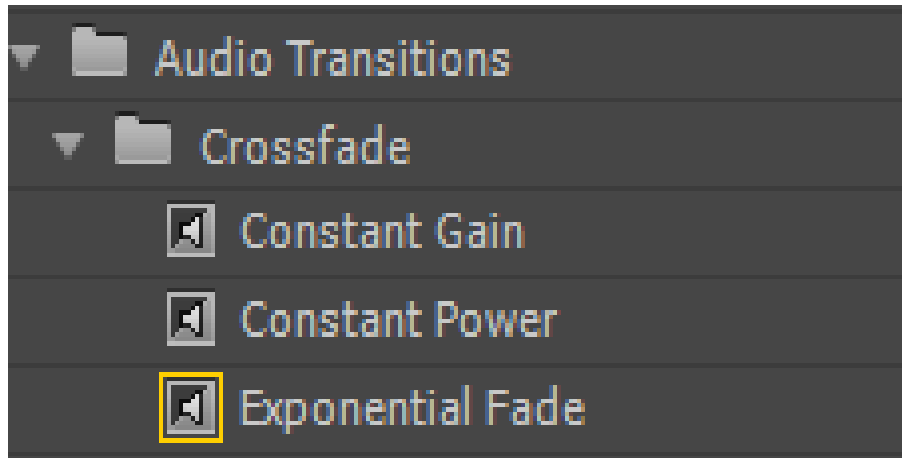 Audio Transitions
Crossfade
Constant Gain
Constant Power
Exponential Fade